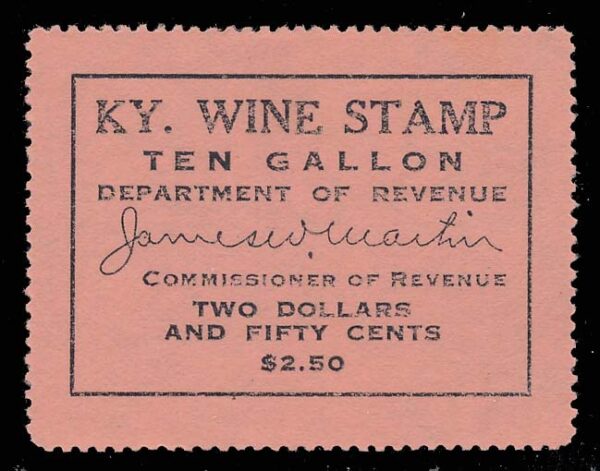 KY. WINE STAMP
TEN GALLON
DEPARTMENT OF REVENUE
James W. Martin
COMMISSIONER OF REVENUE
TWO DOLLARS
AND FIFTY CENTS
$2.50